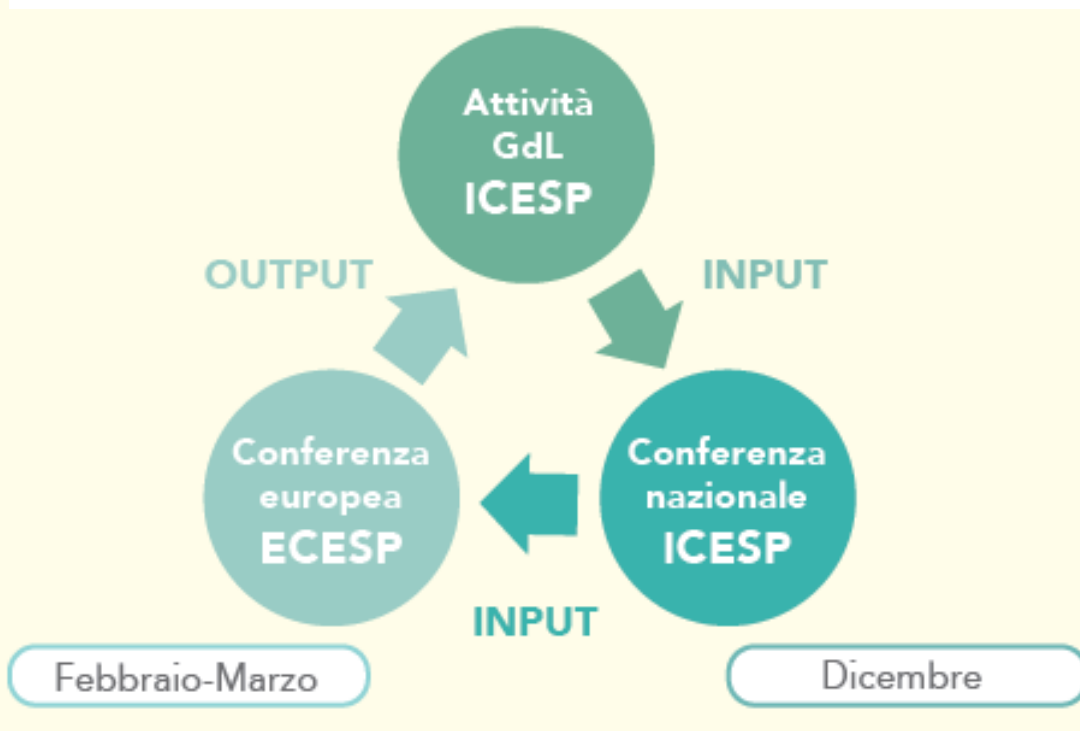 Attività
GdL
ICESP
OUTPUT
INPUT
Conferenza
europea
ECESP
Conferenza
nazionale
ICESP
INPUT
Febbraio-Marzo
Dicembre